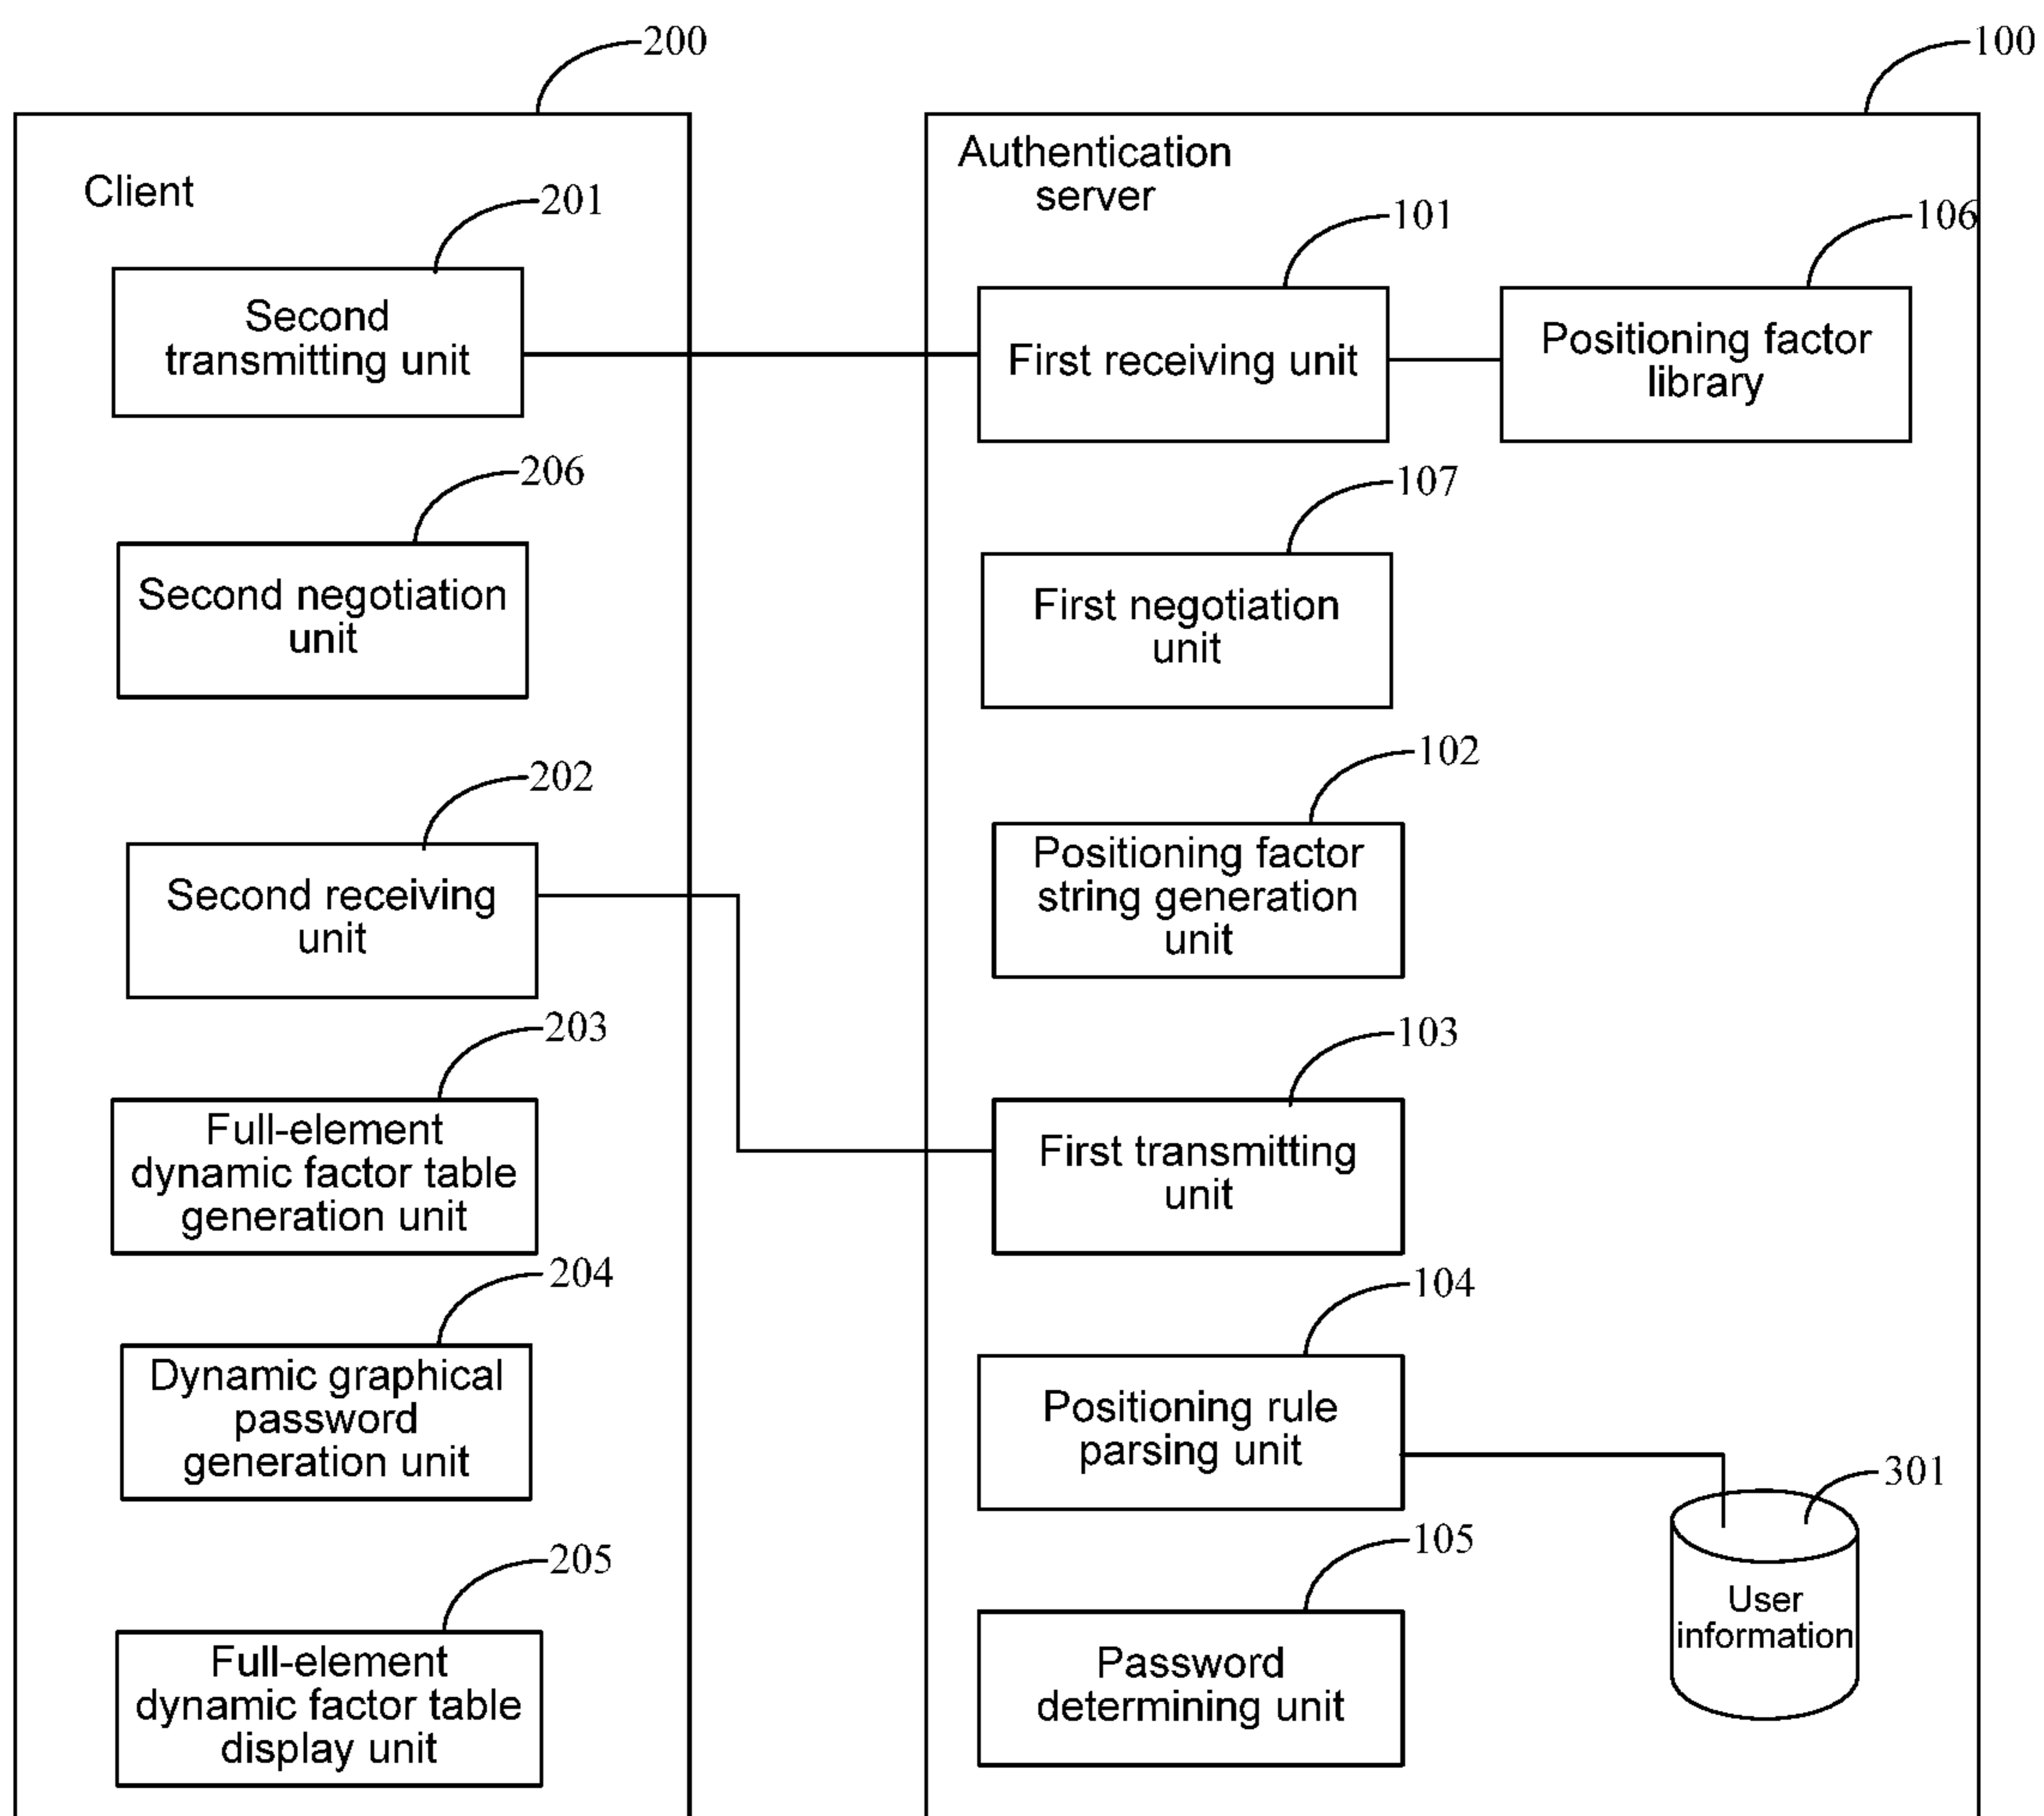 200
100
Client
Authentication
server
201
101
106
Second
transmitting unit
First receiving unit
Positioning factor
library
206
107
Second negotiation
unit
First negotiation
unit
202
102
Second receiving
unit
Positioning factor
string generation
unit
203
103
Full-element
dynamic factor table
generation unit
First transmitting
unit
204
104
Dynamic graphical
password
generation unit
Positioning rule
parsing unit
301
205
105
User
information
Full-element
dynamic factor table
display unit
Password
determining unit